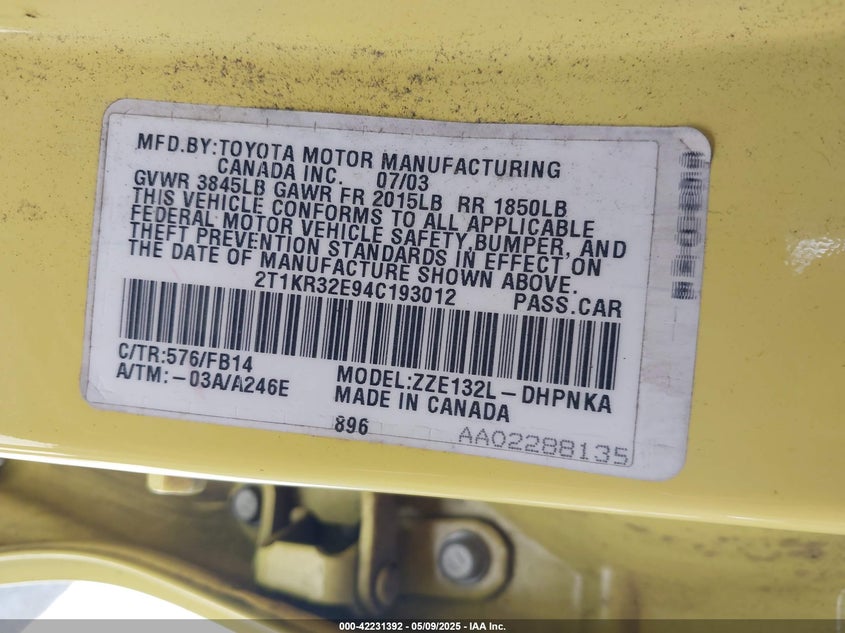 MFD.BY:TOYOTA MOTOR MANUFACTURING
CANADA INC. 07/03
GVWR 3845LB GAWR FR 2015LB RR 1850LB
THIS VEHICLE CONFORMS TO ALL APPLICABLE
FEDERAL MOTOR VEHICLE SAFETY,BUMPER, AND
THEFT PREVENTION STANDARDS IN EFFECT ON
THE DATE OF MANUFACTURE SHOWN ABOVE.
2T1KR32E94C193012 PASS.CAR
C/TR:576/FB14
A/TM:-03A/A246E
MODEL:ZZE132L-DHPNKA
MADE IN CANADA
896
AA02288135
000-42231392 - 05/09/2025 - IAA Inc.